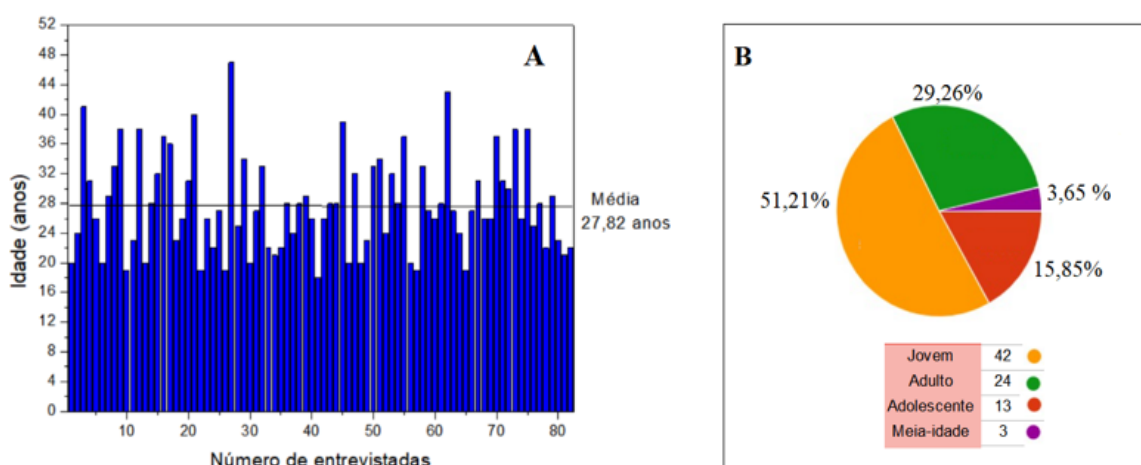 A
52
48
44
40
36
32
28
24
20
16
12
8
4
0
Idade (anos)
10 20 30 40 50 60 70 80
Número de entrevistadas
Média
27,82 anos
B
29,26%
51,21%
3,65 %
15,85%
Jovem 42
Adulto 24
Adolescente 13
Meia-idade 3